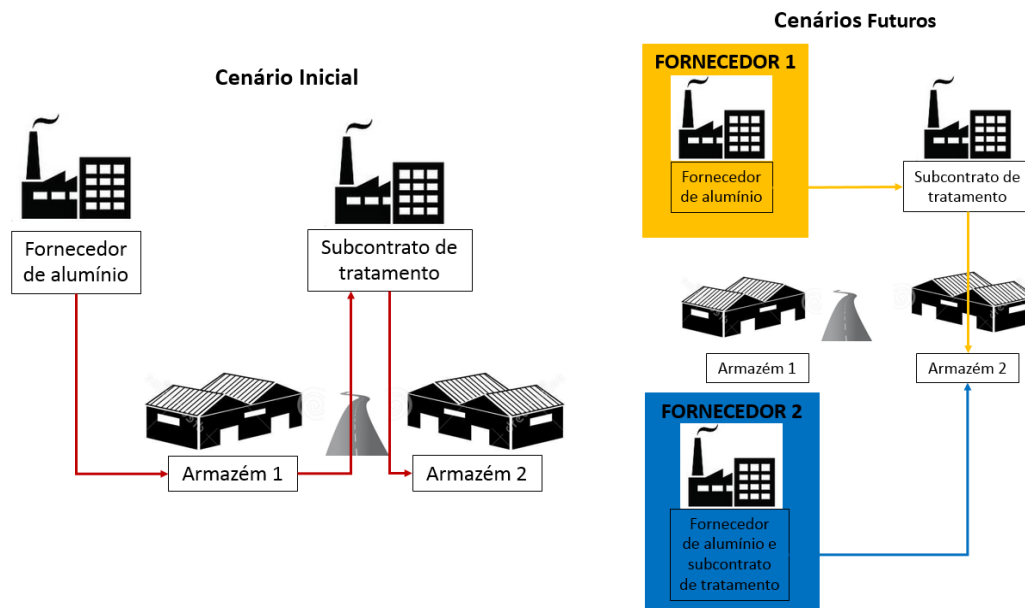 Cenário Inicial
Fornecedor
de alumínio
Subcontrato de
tratamento
Armazém 1
Armazém 2
Cenários Futuros
FORNECEDOR 1
Fornecedor
de alumínio
Subcontrato de
tratamento
Armazém 1
Armazém 2
FORNECEDOR 2
Fornecedor
de alumínio e
subcontrato
de tratamento